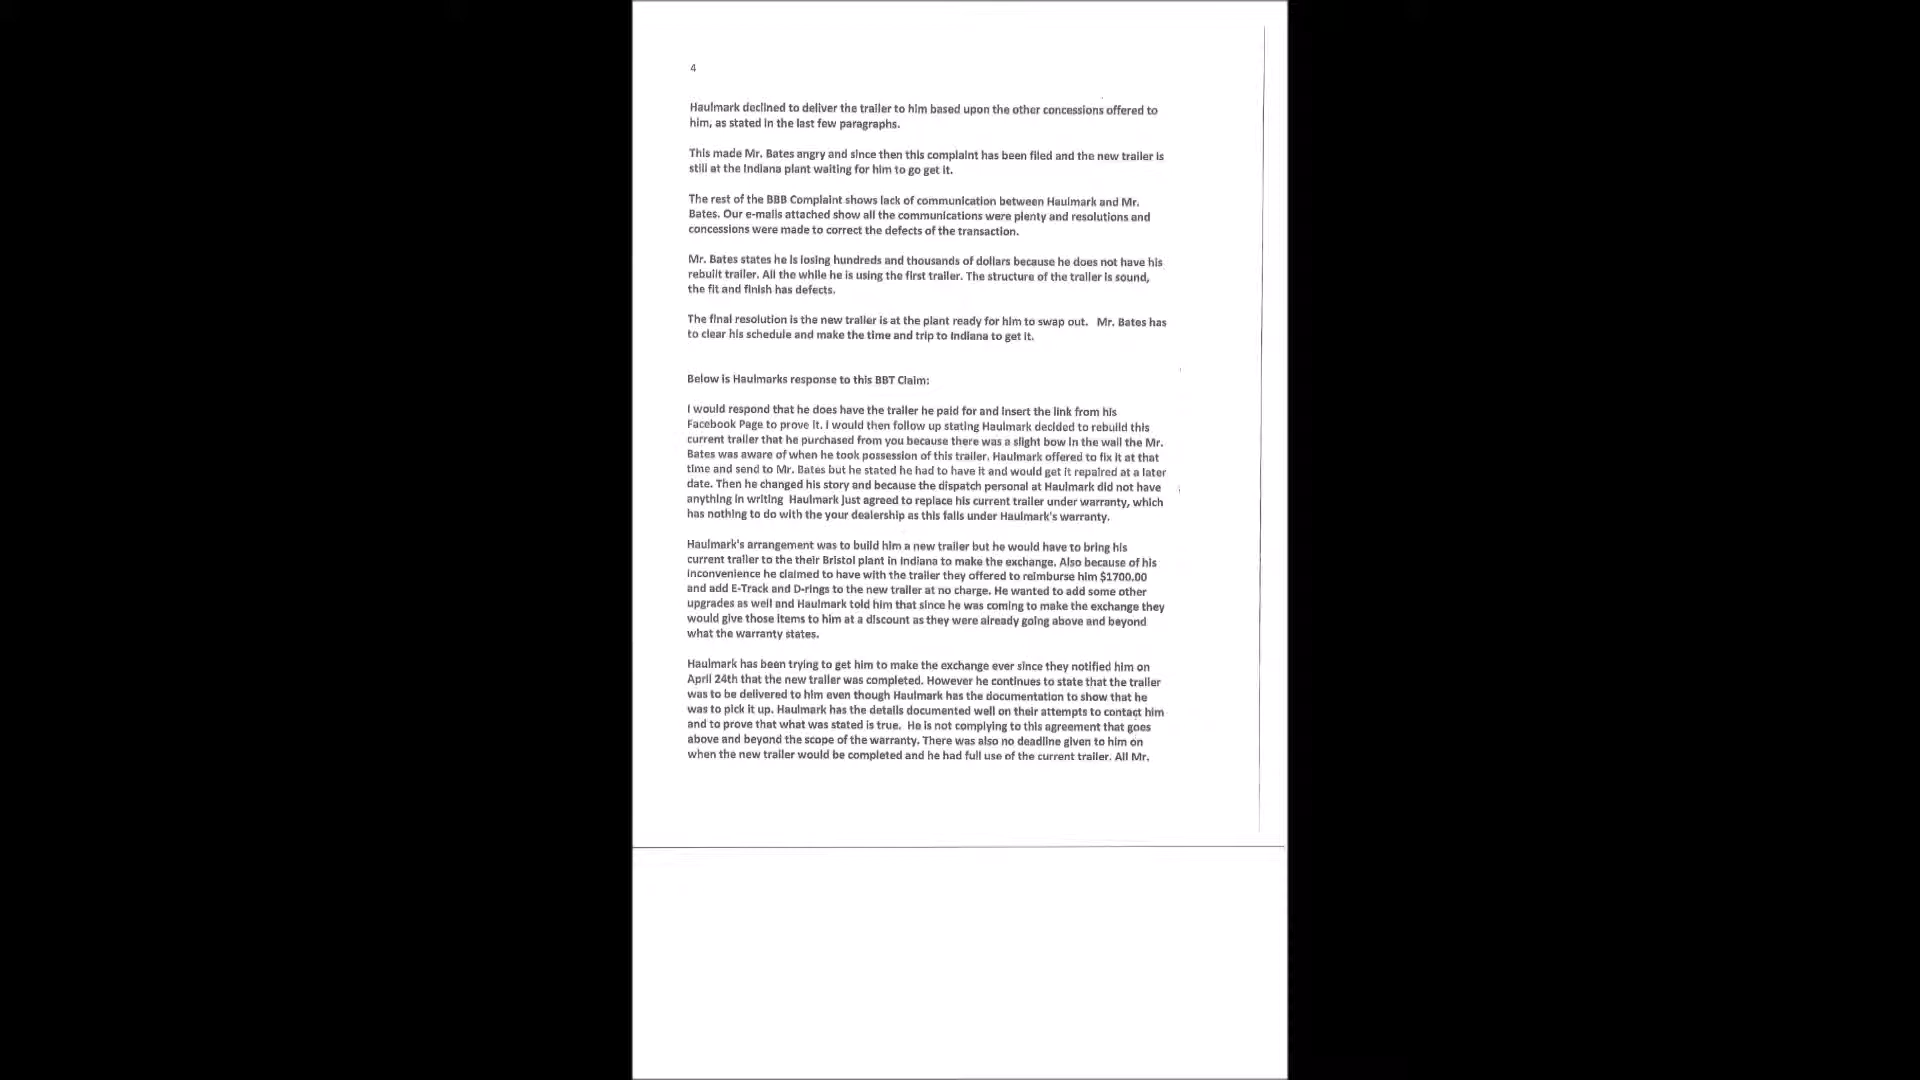 4
Haulmark declined to deliver the trailer to him based upon the other concessions offered to
him, as stated in the last few paragraphs.
This made Mr. Bates angry and since then this complaint has been filed and the new trailer is
still at the Indiana plant waiting for him to go get it.
The rest of the BBB Complaint shows lack of communication between Haulmark and Mr.
Bates. Our e-mails attached show all the communications were plenty and resolutions and
concessions were made to correct the defects of the transaction.
Mr. Bates states he is losing hundreds and thousands of dollars because he does not have his
rebuilt trailer. All the while he is using the first trailer. The structure of the trailer is sound,
the fit and finish has defects.
The final resolution is the new trailer is at the plant ready for him to swap out. Mr. Bates has
to clear his schedule and make the time and trip to Indiana to get it.
Below is Haulmarks response to this BBT Claim:
I would respond that he does have the trailer he paid for and insert the link from his
Facebook Page to prove it. I would then follow up stating Haulmark decided to rebuild this
current trailer that he purchased from you because there was a slight bow in the wall the Mr.
Bates was aware of when he took possession of this trailer. Haulmark offered to fix it at that
time and send to Mr. Bates but he stated he had to have it and would get it repaired at a later
date. Then he changed his story and because the dispatch personal at Haulmark did not have
anything in writing Haulmark just agreed to replace his current trailer under warranty, which
has nothing to do with the your dealership as this falls under Haulmark's warranty.
Haulmark's arrangement was to build him a new trailer but he would have to bring his
current trailer to the their Bristol plant in Indiana to make the exchange. Also because of his
inconvenience he claimed to have with the trailer they offered to reimburse him $1700.00
and add E-Track and D-rings to the new trailer at no charge. He wanted to add some other
upgrades as well and Haulmark told him that since he was coming to make the exchange they
would give those items to him at a discount as they were already going above and beyond
what the warranty states.
Haulmark has been trying to get him to make the exchange ever since they notified him on
April 24th that the new trailer was completed. However he continues to state that the trailer
was to be delivered to him even though Haulmark has the documentation to show that he
was to pick it up. Haulmark has the details documented well on their attempts to contact him
and to prove that what was stated is true. He is not complying to this agreement that goes
above and beyond the scope of the warranty. There was also no deadline given to him on
when the new trailer would be completed and he had full use of the current trailer. All Mr.